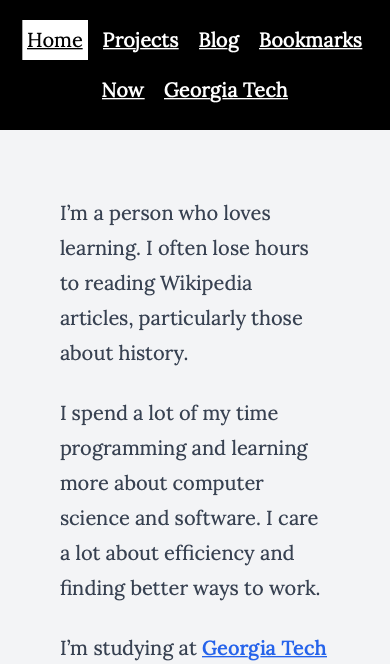 Home Projects Blog Bookmarks
Now Georgia Tech
I’m a person who loves
learning. I often lose hours
to reading Wikipedia
articles, particularly those
about history.
I spend a lot of my time
programming and learning
more about computer
science and software. I care
a lot about efficiency and
finding better ways to work.
I’m studying at Georgia Tech